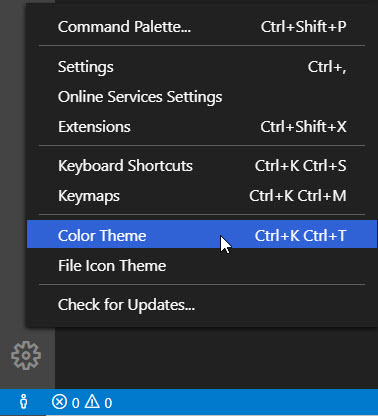 Command Palette... Ctrl+Shift+P
Settings Ctrl+,
Online Services Settings
Extensions Ctrl+Shift+X
Keyboard Shortcuts Ctrl+K Ctrl+S
Keymaps Ctrl+K Ctrl+M
Color Theme Ctrl+K Ctrl+T
File Icon Theme
Check for Updates...
0 0